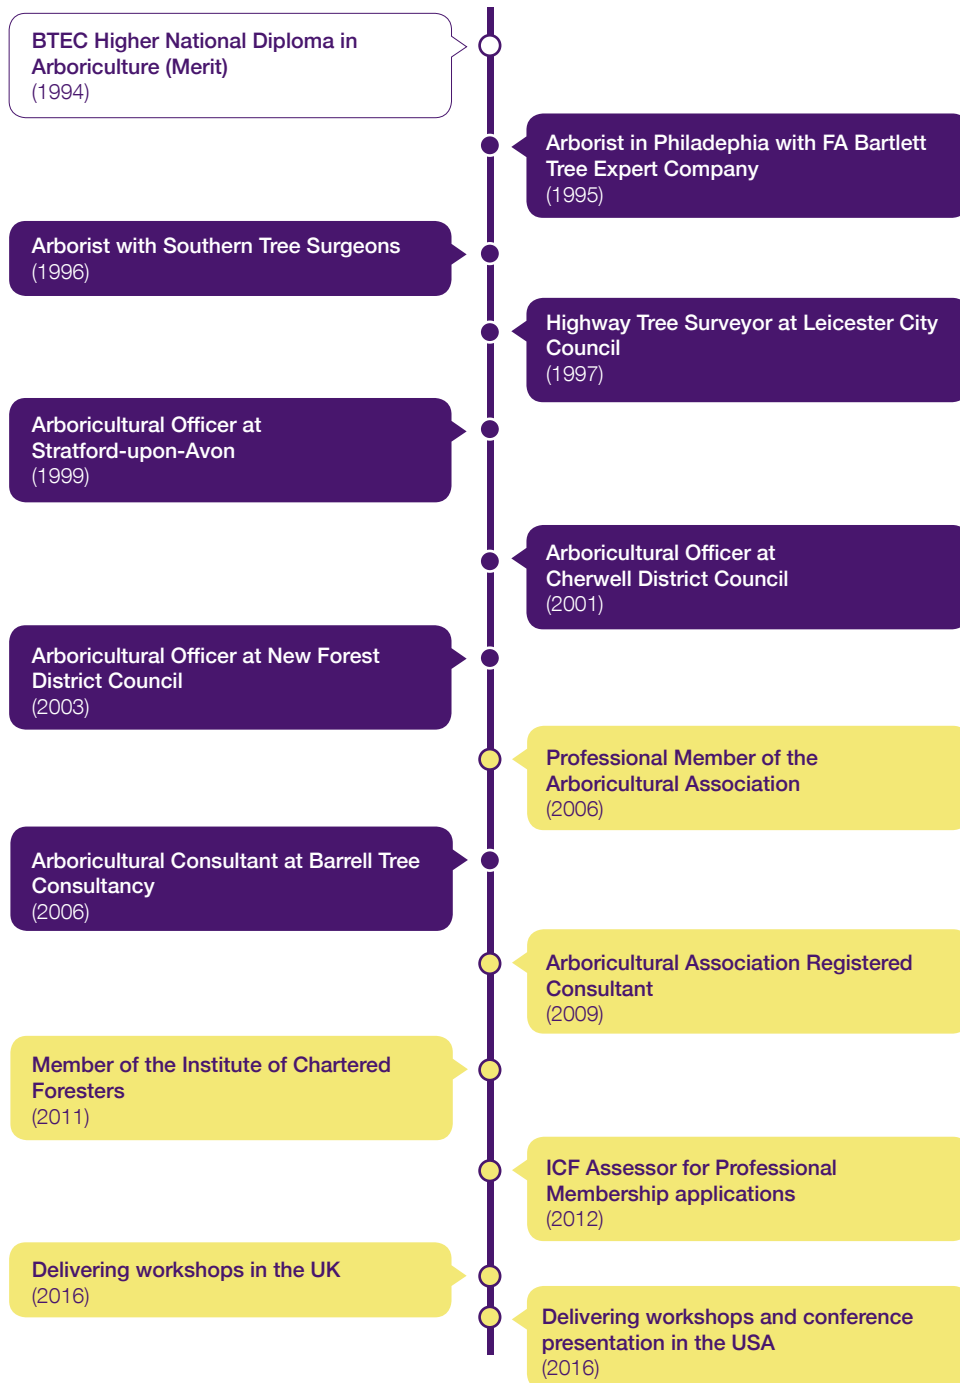 BTEC Higher National Diploma in
Arboriculture (Merit)
(1994)
Arborist in Philadephia with FA Bartlett
Tree Expert Company
(1995)
Arborist with Southern Tree Surgeons
(1996)
Highway Tree Surveyor at Leicester City
Council
(1997)
Arboricultural Officer at
Stratford-upon-Avon
(1999)
Arboricultural Officer at
Cherwell District Council
(2001)
Arboricultural Officer at New Forest
District Council
(2003)
Professional Member of the
Arboricultural Association
(2006)
Arboricultural Consultant at Barrell Tree
Consultancy
(2006)
Arboricultural Association Registered
Consultant
(2009)
Member of the Institute of Chartered
Foresters
(2011)
ICF Assessor for Professional
Membership applications
(2012)
Delivering workshops in the UK
(2016)
Delivering workshops and conference
presentation in the USA
(2016)